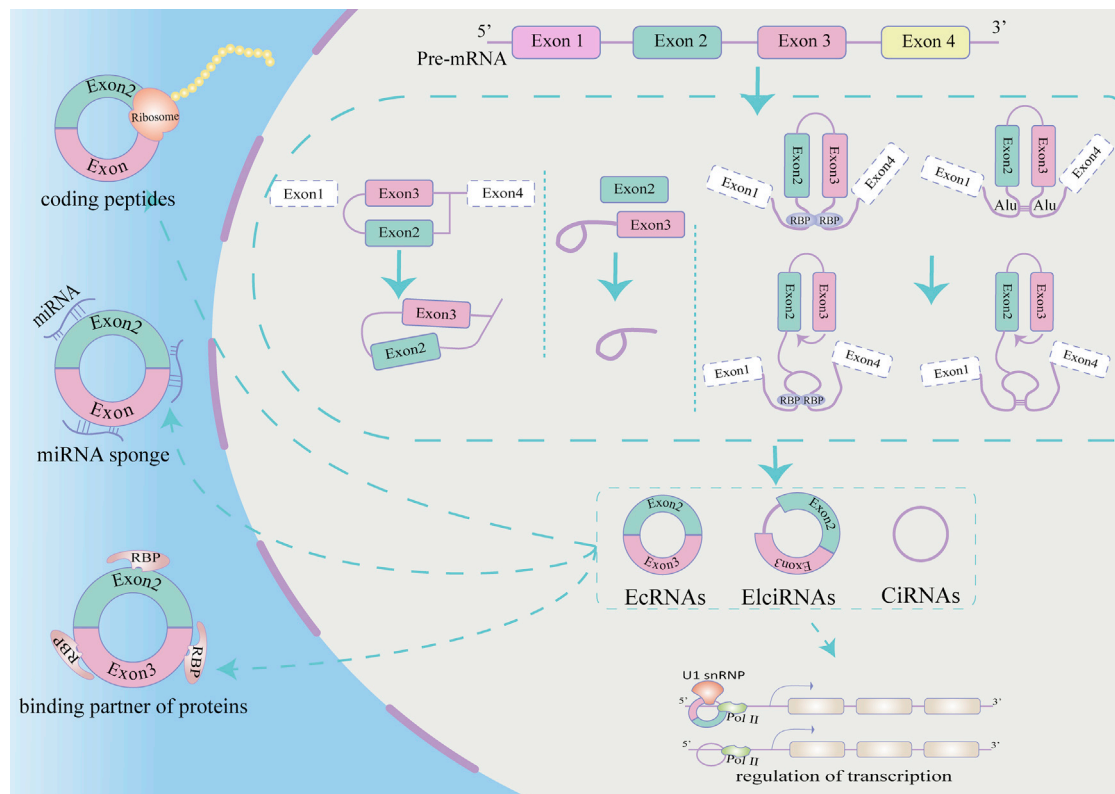 5’
3’
Pre-mRNA
Exon 1
Exon 2
Exon 3
Exon 4
Exon2
Ribosome
Exon
coding peptides
miRNA
Exon2
Exon
miRNA sponge
RBP
Exon2
RBP
RBP
Exon3
binding partner of proteins
Exon1
Exon3
Exon4
Exon2
Exon3
Exon2
Exon2
Exon3
Exon1
Exon2
Exon3
Exon4
RBP
RBP
Exon1
Exon2
Exon3
Exon4
Alu
Alu
Exon2
Exon3
Exon1
Exon4
RBP
RBP
Exon2
Exon3
Exon1
Exon4
Exon2
Exon3
EcRNAs
Exon2
Exon3
ElciRNAs
CiRNAs
U1 snRNP
5’
Pol II
3’
5’
Pol II
3’
regulation of transcription